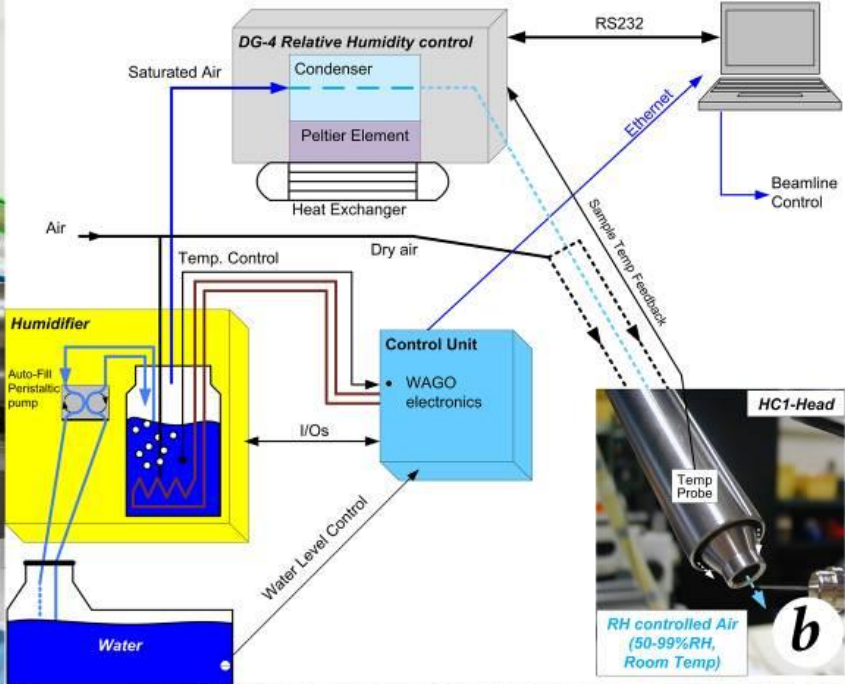 DG-4 Relative Humidity control
RS232
Saturated Air
Condenser
Peltier Element
Heat Exchanger
Ethernet
Beamline
Control
Air
Dry air
Temp. Control
Sample Temp Feedback
Humidifier
Auto-Fill
Peristaltic
pump
Control Unit
• WAGO
electronics
I/Os
HC1-Head
Temp
Probe
Water Level Control
Water
RH controlled Air
(50-99%RH,
Room Temp)
b